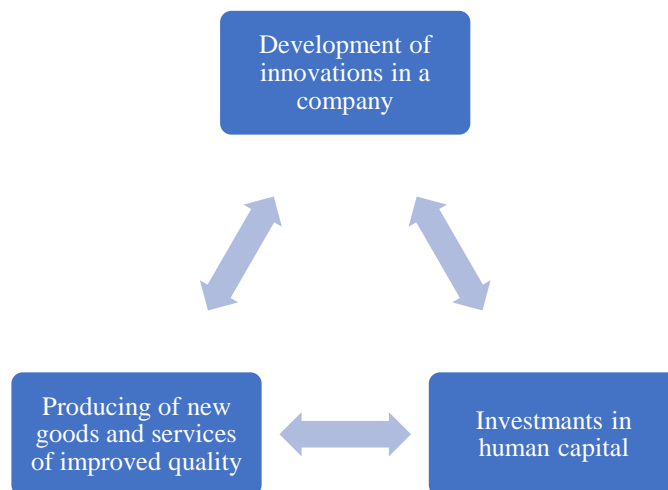 Development of
innovations in a
company
Producing of new
goods and services
of improved quality
Investmants in
human capital